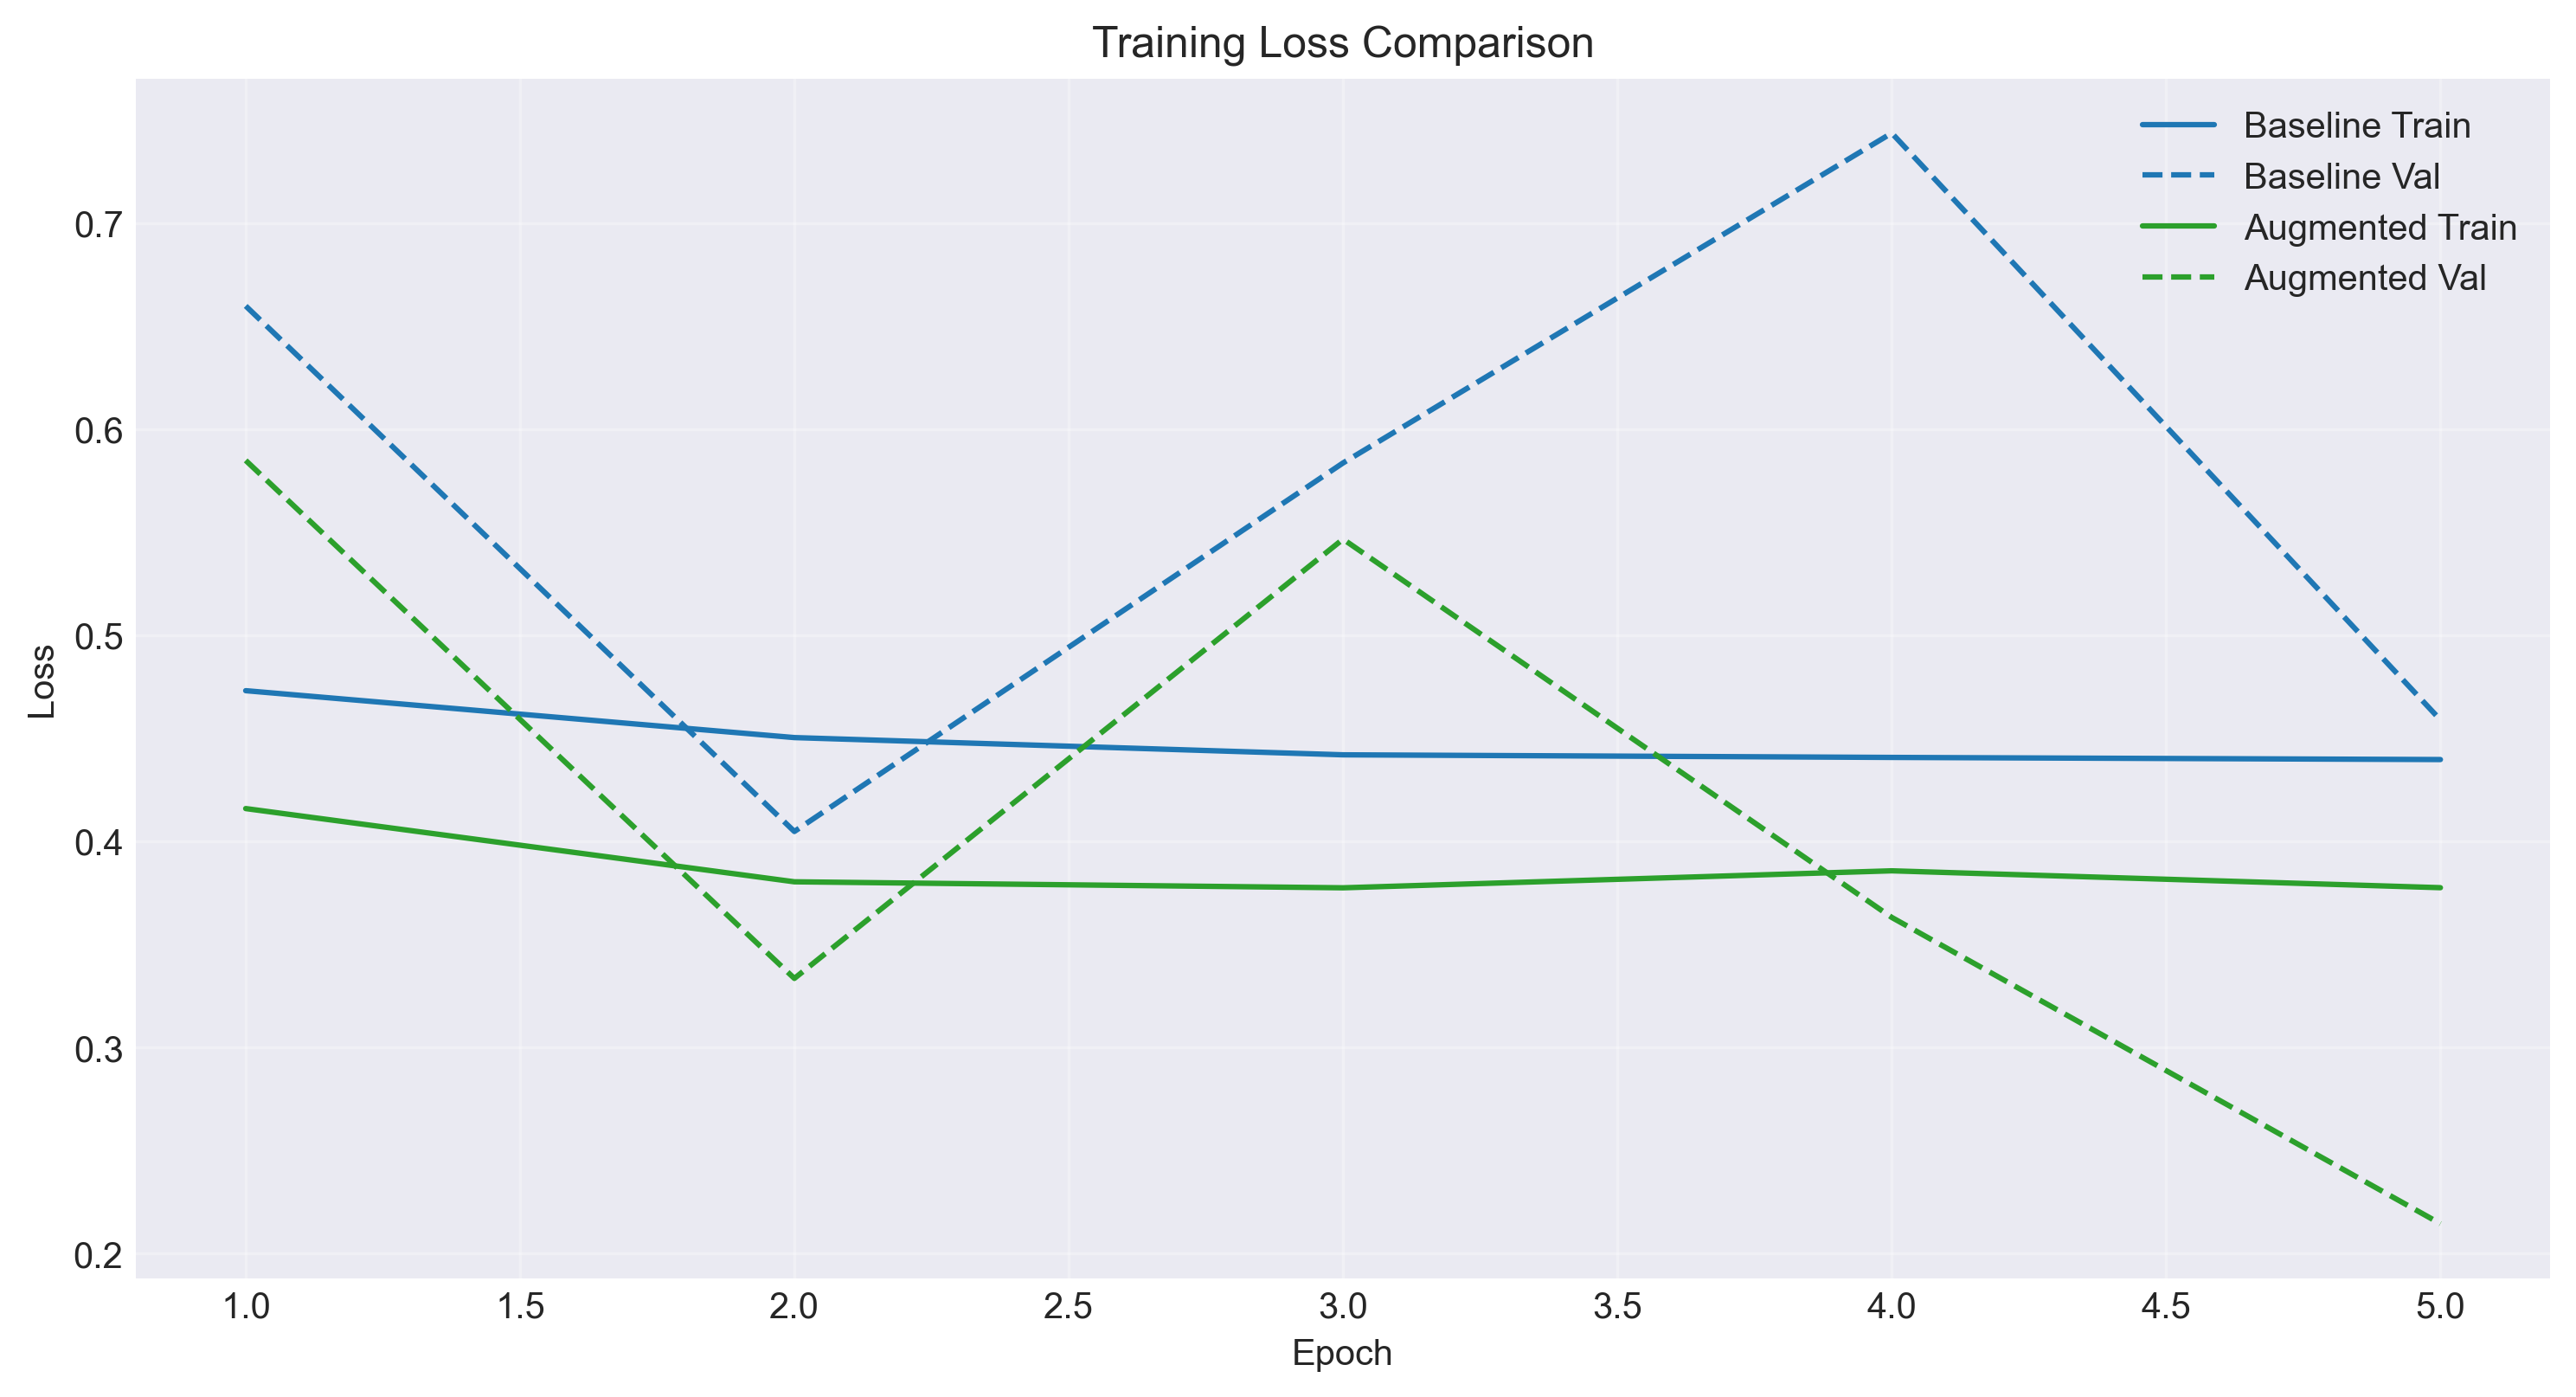 Training Loss Comparison
Baseline Train
Baseline Val
Augmented Train
Augmented Val
Loss
0.7
0.6
0.5
0.4
0.3
0.2
1.0 1.5 2.0 2.5 3.0 3.5 4.0 4.5 5.0
Epoch